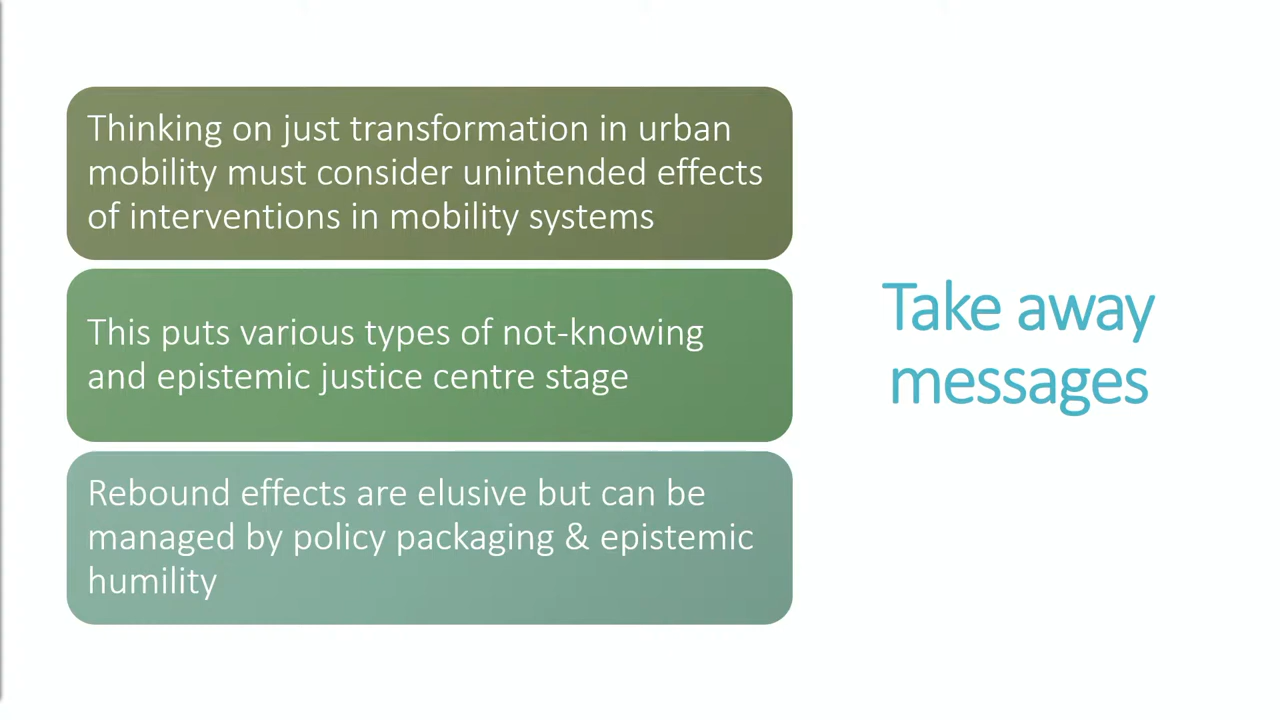 Thinking on just transformation in urban
mobility must consider unintended effects
of interventions in mobility systems
This puts various types of not-knowing
and epistemic justice centre stage
Rebound effects are elusive but can be
managed by policy packaging & epistemic
humility
Take away
messages